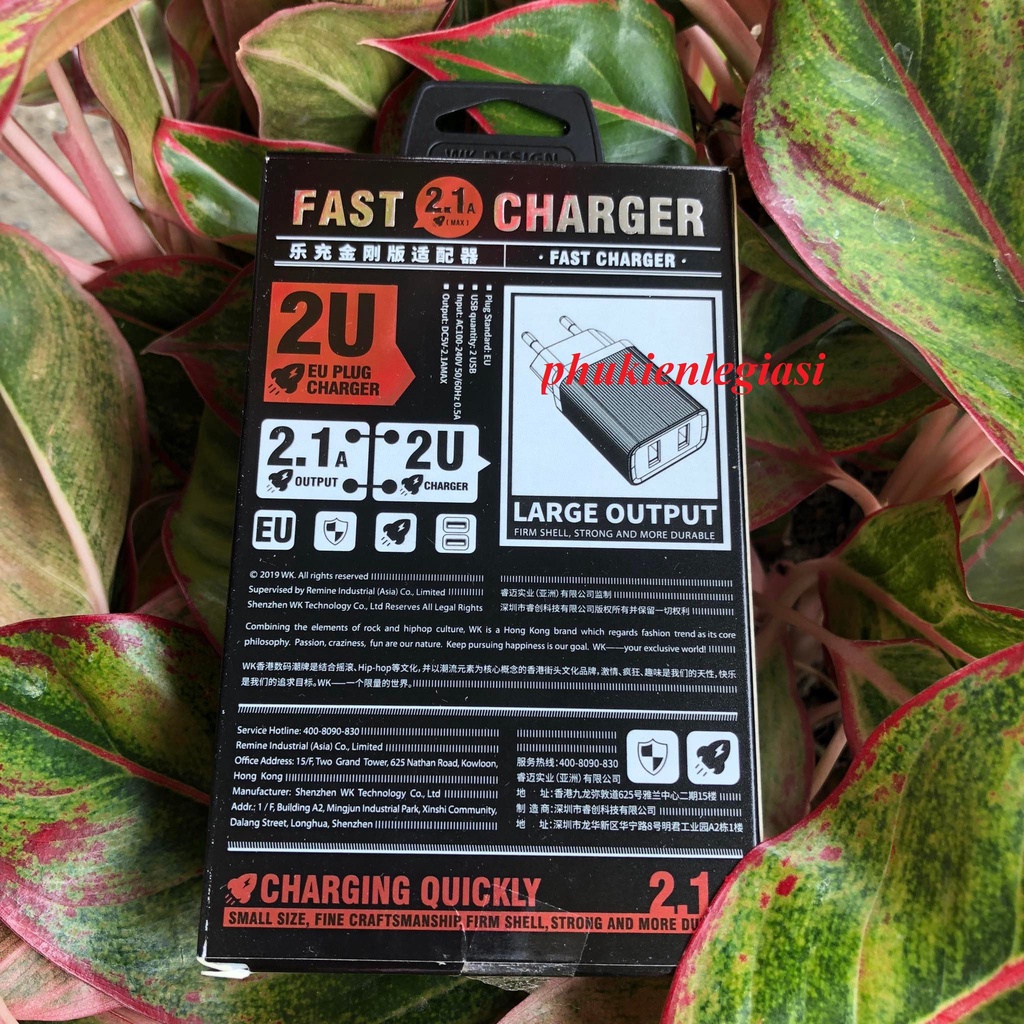 WK DESIGN
FAST 2.1A CHARGER
(MAX)
乐充金刚版适配器
· FAST CHARGER ·
2U
EU PLUG
CHARGER
Plug Standard: EU
USB quantity: 2 USB
Input: AC100-240V 50/60Hz 0.5A
Output: DC5V-2.1AMAX
phukienlegiasi
2.1A
OUTPUT
2U
CHARGER
EU
LARGE OUTPUT
FIRM SHELL, STRONG AND MORE DURABLE
© 2019 WK. All rights reserved
Supervised by Remine Industrial (Asia) Co., Limited
Shenzhen WK Technology Co., Ltd Reserves All Legal Rights
睿迈实业(亚洲)有限公司监制
深圳市睿创科技有限公司版权所有并保留一切权利
Combining the elements of rock and hiphop culture, WK is a Hong Kong brand which regards fashion trend as its core
philosophy. Passion, craziness, fun are our nature. Keep pursuing happiness is our goal. WK——your exclusive world!
WK香港数码潮牌是结合摇滚、Hip-hop等文化,并以潮流元素为核心概念的香港街头文化品牌,激情、疯狂、趣味是我们的天性,快乐
是我们的追求目标。WK——一个限量的世界。
Service Hotline: 400-8090-830
Remine Industrial (Asia) Co., Limited
Office Address: 15/F, Two Grand Tower, 625 Nathan Road, Kowloon,
Hong Kong
Manufacturer: Shenzhen WK Technology Co., Ltd
Addr.: 1 / F, Building A2, Mingjun Industrial Park, Xinshi Community,
Dalang Street, Longhua, Shenzhen
服务热线:400-8090-830
睿迈实业(亚洲)有限公司
地 址:香港九龙弥敦道625号雅兰中心二期15楼
制 造 商:深圳市睿创科技有限公司
地 址:深圳市龙华新区华宁路8号明君工业园A2栋1楼
CHARGING QUICKLY
2.1
SMALL SIZE, FINE CRAFTSMANSHIP FIRM SHELL, STRONG AND MORE DU